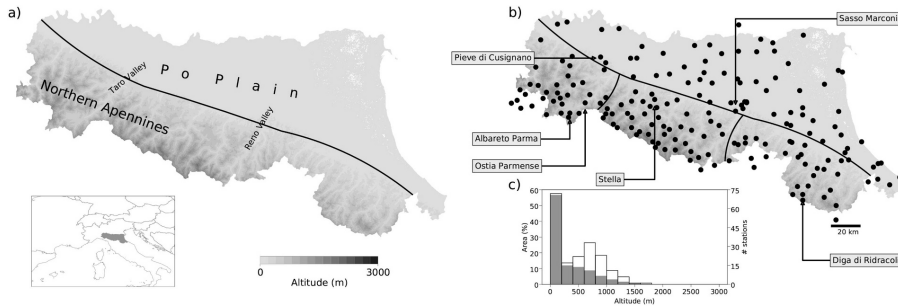 a)
Po Plain
Taro Valley
Northern Apennines
Reno Valley
0
3000
Altitude (m)
b)
Sasso Marconi
Pieve di Cusignano
Albareto Parma
Ostia Parmense
Stella
20 km
Diga di Ridracoli
c)
60
50
40
30
20
10
0
Area (%)
75
60
45
30
15
0
# stations
0 500 1000 1500 2000 2500 3000
Altitude (m)